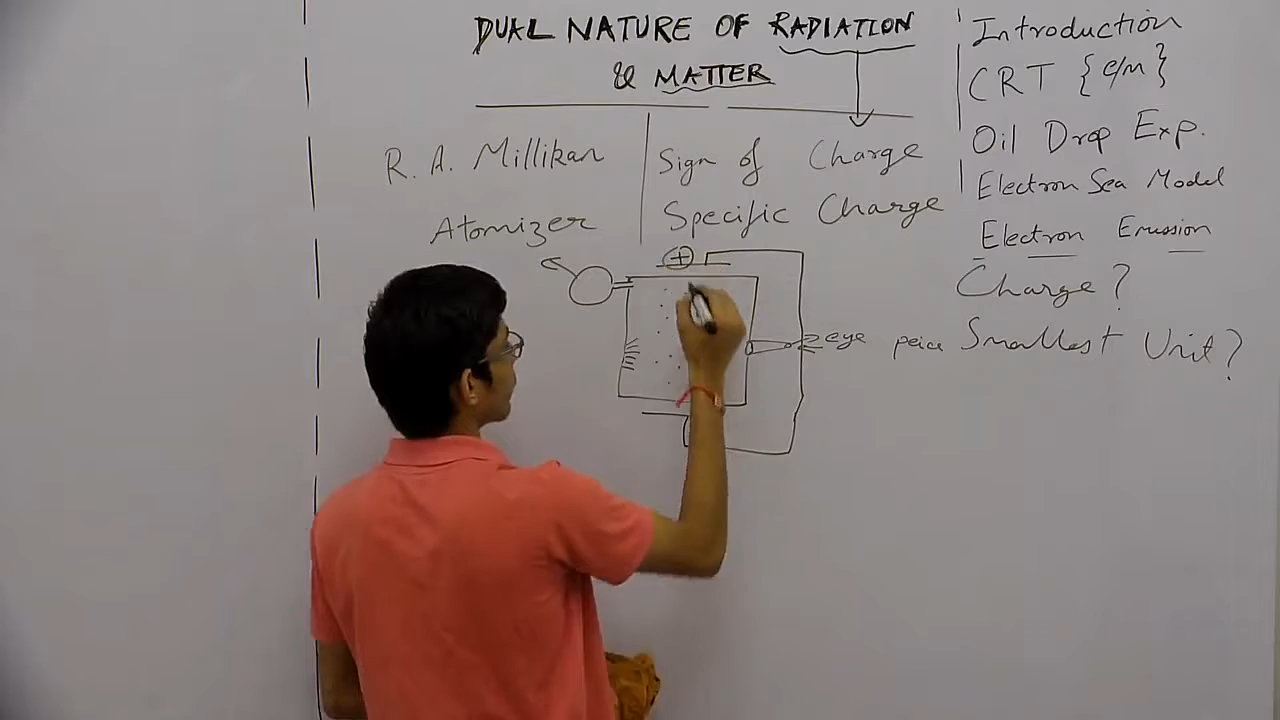 DUAL NATURE OF RADIATION
& MATTER
R. A. Millikan
Atomizer
Sign of Charge
Specific Charge
+
eye peice
Introduction
CRT {e/m}
Oil Drop Exp.
Electron Sea Model
Electron Emission
Charge?
Smallest Unit?